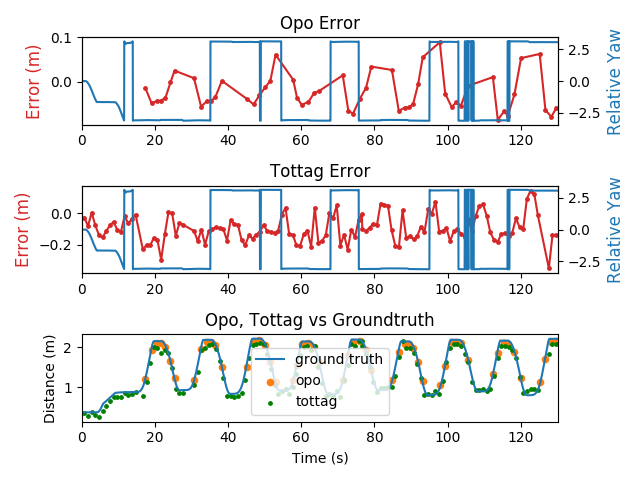 Opo Error
0.1
0.0
Error (m)
2.5
0.0
−2.5
Relative Yaw
0 20 40 60 80 100 120
Tottag Error
0.0
−0.2
Error (m)
2.5
0.0
−2.5
Relative Yaw
0 20 40 60 80 100 120
Opo, Tottag vs Groundtruth
2
1
Distance (m)
ground truth
opo
tottag
0 20 40 60 80 100 120
Time (s)